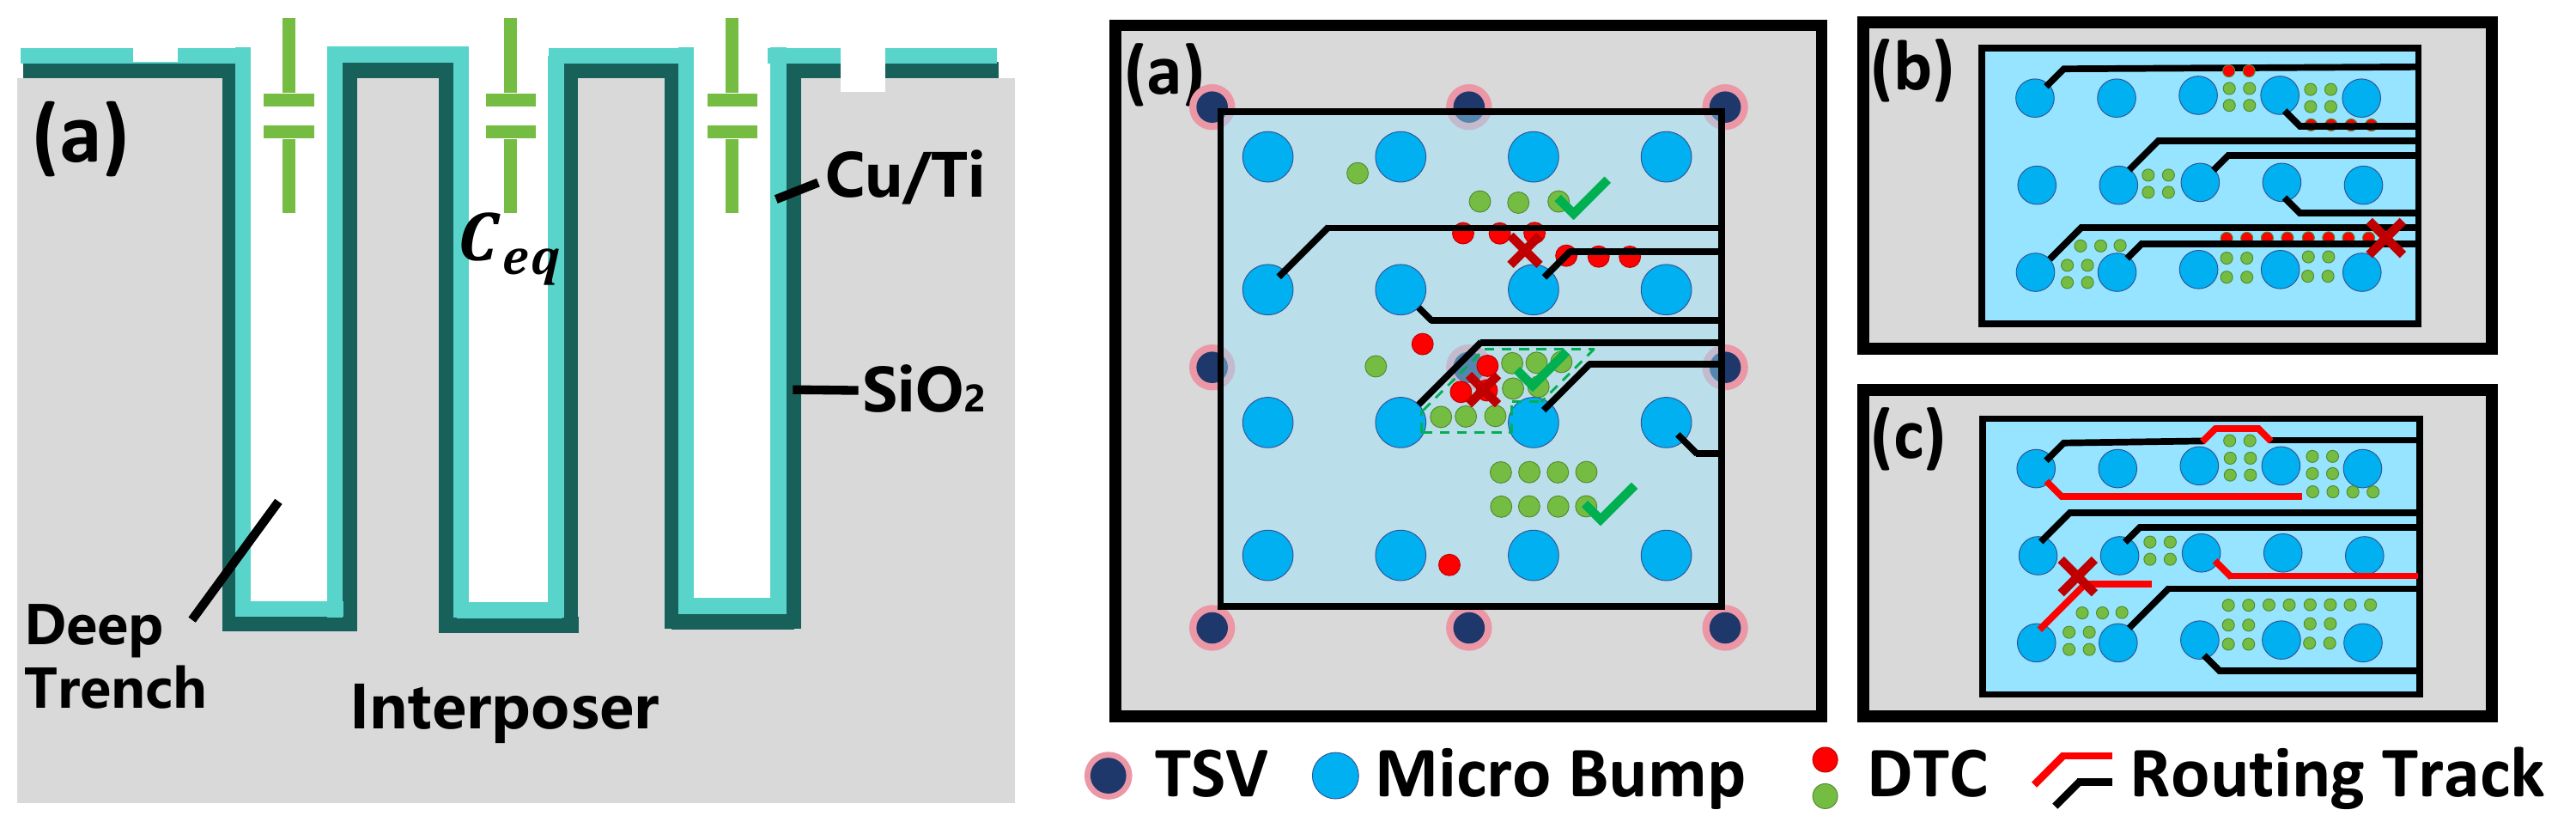 (a)
C_eq
Cu/Ti
SiO₂
Deep
Trench
Interposer
(a)
(b)
(c)
TSV
Micro Bump
DTC
Routing Track